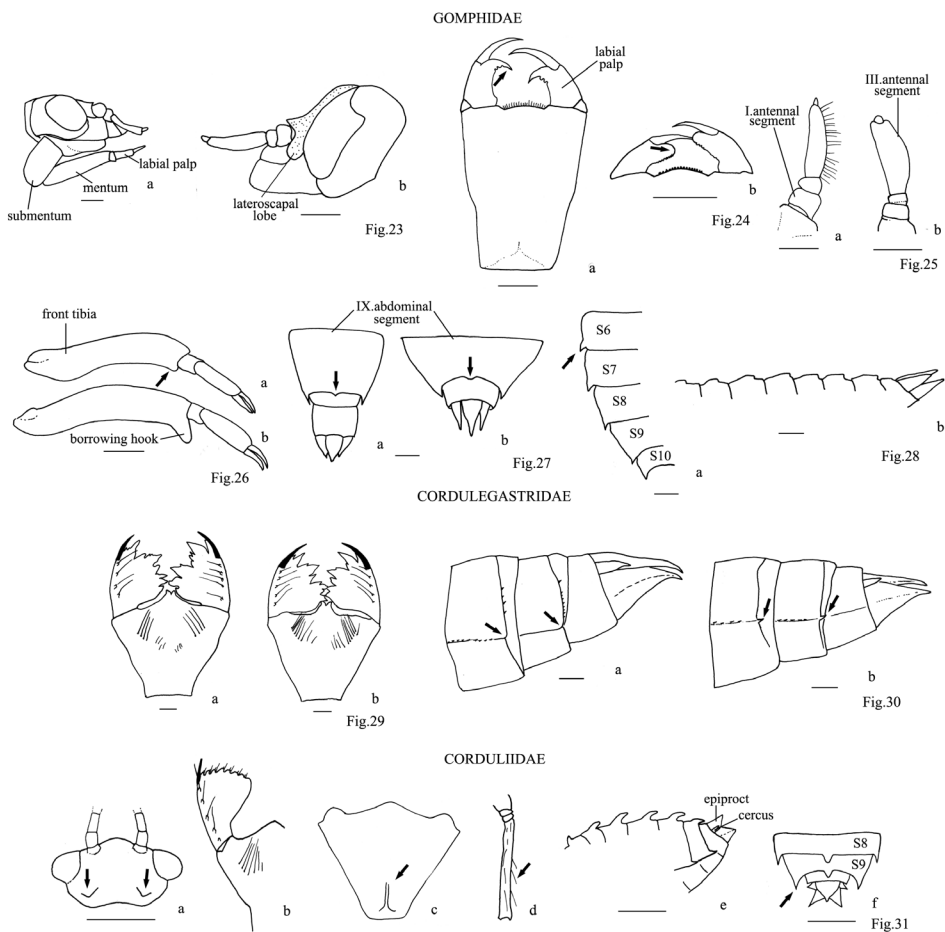 GOMPHIDAE
labial palp
mentum
submentum
a
lateroscapal
lobe
b
Fig.23
labial
palp
a
b
Fig.24
I.antennal
segment
III.antennal
segment
a
b
Fig.25
front tibia
a
borrowing hook
b
Fig.26
IX.abdominal
segment
a
b
Fig.27
S6
S7
S8
S9
S10
a
b
Fig.28
CORDULEGASTRIDAE
a
b
Fig.29
a
b
Fig.30
CORDULIIDAE
a
b
c
d
epiproct
cercus
e
S8
S9
f
Fig.31